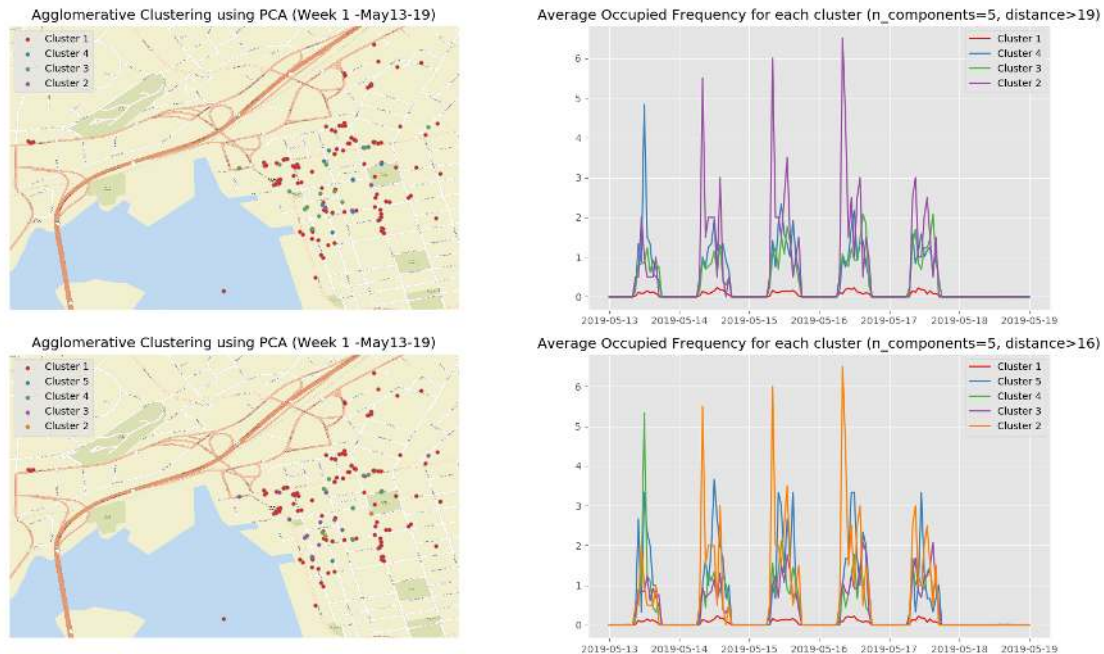 Agglomerative Clustering using PCA (Week 1 -May13-19)
Cluster 1
Cluster 4
Cluster 3
Cluster 2
Average Occupied Frequency for each cluster (n_components=5, distance>19)
Cluster 1
Cluster 4
Cluster 3
Cluster 2
6
5
4
3
2
1
0
2019-05-13 2019-05-14 2019-05-15 2019-05-16 2019-05-17 2019-05-18 2019-05-19
Agglomerative Clustering using PCA (Week 1 -May13-19)
Cluster 1
Cluster 5
Cluster 4
Cluster 3
Cluster 2
Average Occupied Frequency for each cluster (n_components=5, distance>16)
Cluster 1
Cluster 5
Cluster 4
Cluster 3
Cluster 2
6
5
4
3
2
1
0
2019-05-13 2019-05-14 2019-05-15 2019-05-16 2019-05-17 2019-05-18 2019-05-19